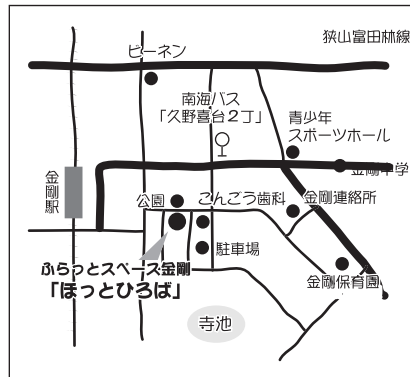 狭山富田林線
ピーネン
南海バス
「久野喜台2丁」
青少年
スポーツホール
金剛中学
金剛駅
公園
こんごう歯科
金剛連絡所
駐車場
ふらっとスペース金剛
「ほっとひろば」
金剛保育園
寺池